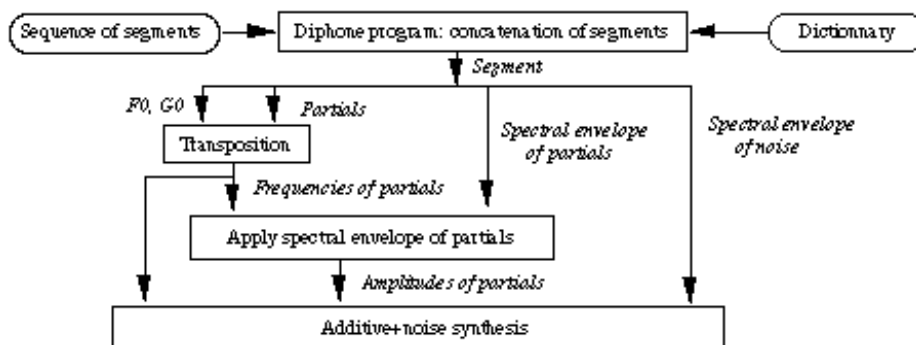 Sequence of segments
Diphone program: concatenation of segments
Dictionnary
Segment
F0, G0
Partials
Transposition
Spectral envelope
of partials
Spectral envelope
of noise
Frequencies of partials
Apply spectral envelope of partials
Amplitudes of partials
Additive+noise synthesis